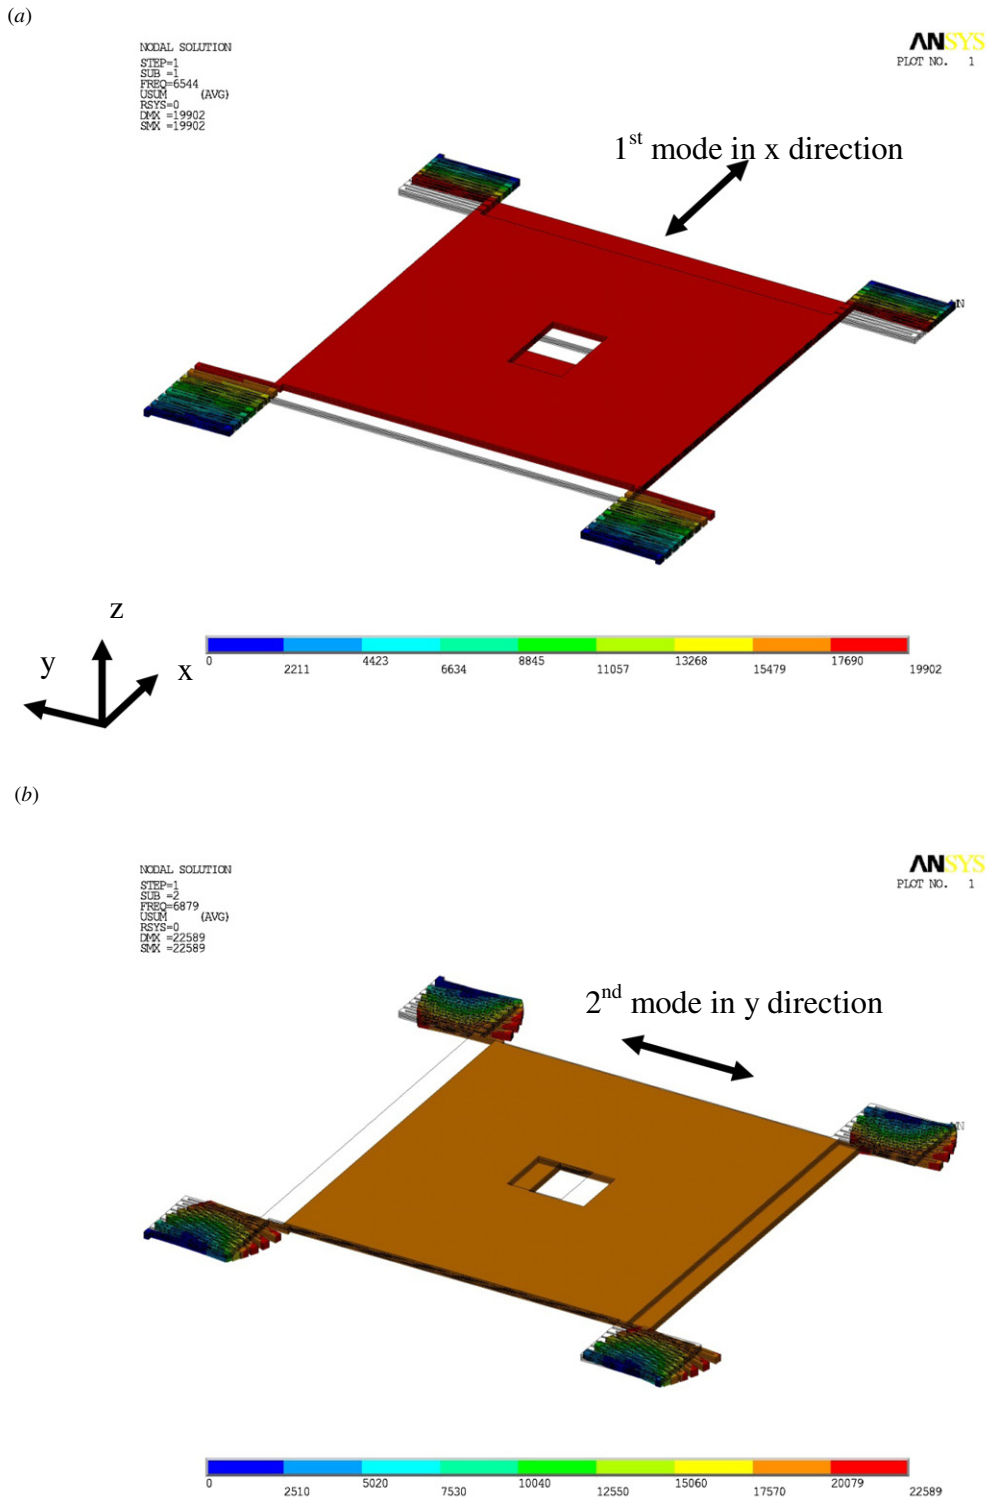 (a)
NODAL SOLUTION
STEP=1
SUB =1
FREQ=6544
USUM (AVG)
RSYS=0
DMX =19902
SMX =19902
ANSYS
PLOT NO. 1
1st mode in x direction
MN
z
y
x
0 2211 4423 6634 8845 11057 13268 15479 17690 19902
(b)
NODAL SOLUTION
STEP=1
SUB =2
FREQ=6879
USUM (AVG)
RSYS=0
DMX =22589
SMX =22589
ANSYS
PLOT NO. 1
2nd mode in y direction
MN
0 2510 5020 7530 10040 12550 15060 17570 20079 22589